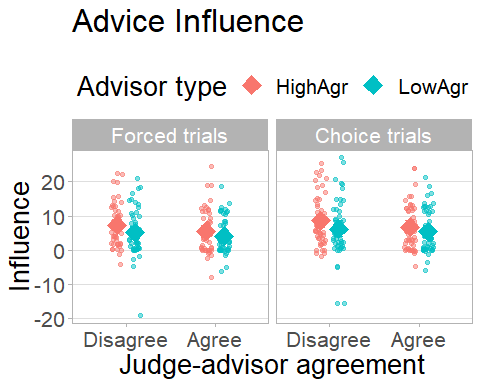 Advice Influence
Advisor type HighAgr LowAgr
Forced trials Choice trials
Influence
20
10
0
-10
-20
Disagree Agree Disagree Agree
Judge-advisor agreement